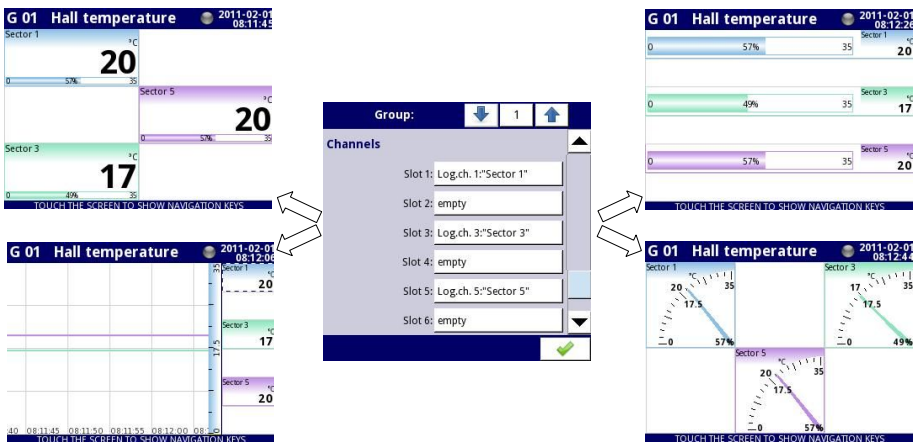 G 01 Hall temperature 2011-02-01
08:11:45
Sector 1
°C
20
0 57% 35
Sector 5
°C
20
0 57% 35
Sector 3
°C
17
0 49% 35
TOUCH THE SCREEN TO SHOW NAVIGATION KEYS
G 01 Hall temperature 2011-02-01
08:12:06
35
17.5
0
Sector 1
°C
20
Sector 3
°C
17
Sector 5
°C
20
:40 08:11:45 08:11:50 08:11:55 08:12:00 08:
TOUCH THE SCREEN TO SHOW NAVIGATION KEYS
Group: 1
Channels
Slot 1: Log.ch. 1:"Sector 1"
Slot 2: empty
Slot 3: Log.ch. 3:"Sector 3"
Slot 4: empty
Slot 5: Log.ch. 5:"Sector 5"
Slot 6: empty
G 01 Hall temperature 2011-02-01
08:12:26
0 57% 35
Sector 1
°C
20
0 49% 35
Sector 3
°C
17
0 57% 35
Sector 5
°C
20
TOUCH THE SCREEN TO SHOW NAVIGATION KEYS
G 01 Hall temperature 2011-02-01
08:12:44
Sector 1
°C
20 35
17.5
0 57%
Sector 3
°C
17 35
17.5
0 49%
Sector 5
°C
20 35
17.5
0 57%
TOUCH THE SCREEN TO SHOW NAVIGATION KEYS